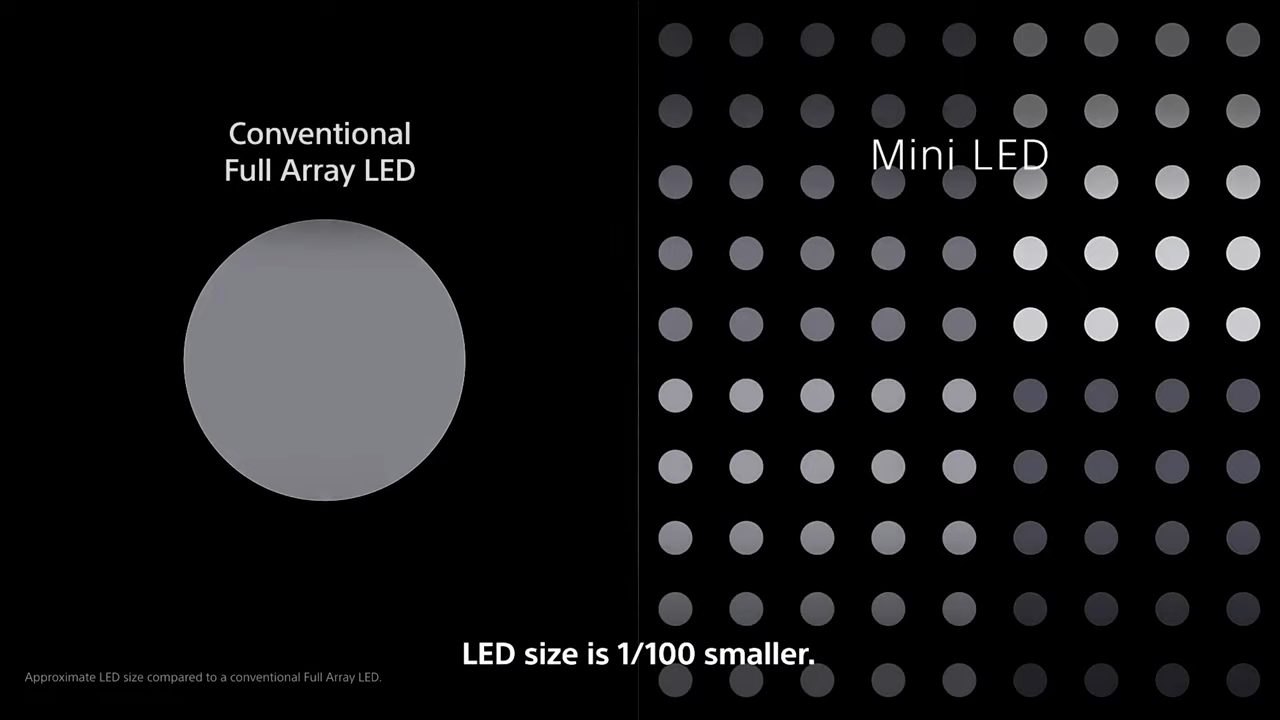 Conventional
Full Array LED
Mini LED
LED size is 1/100 smaller.
Approximate LED size compared to a conventional Full Array LED.